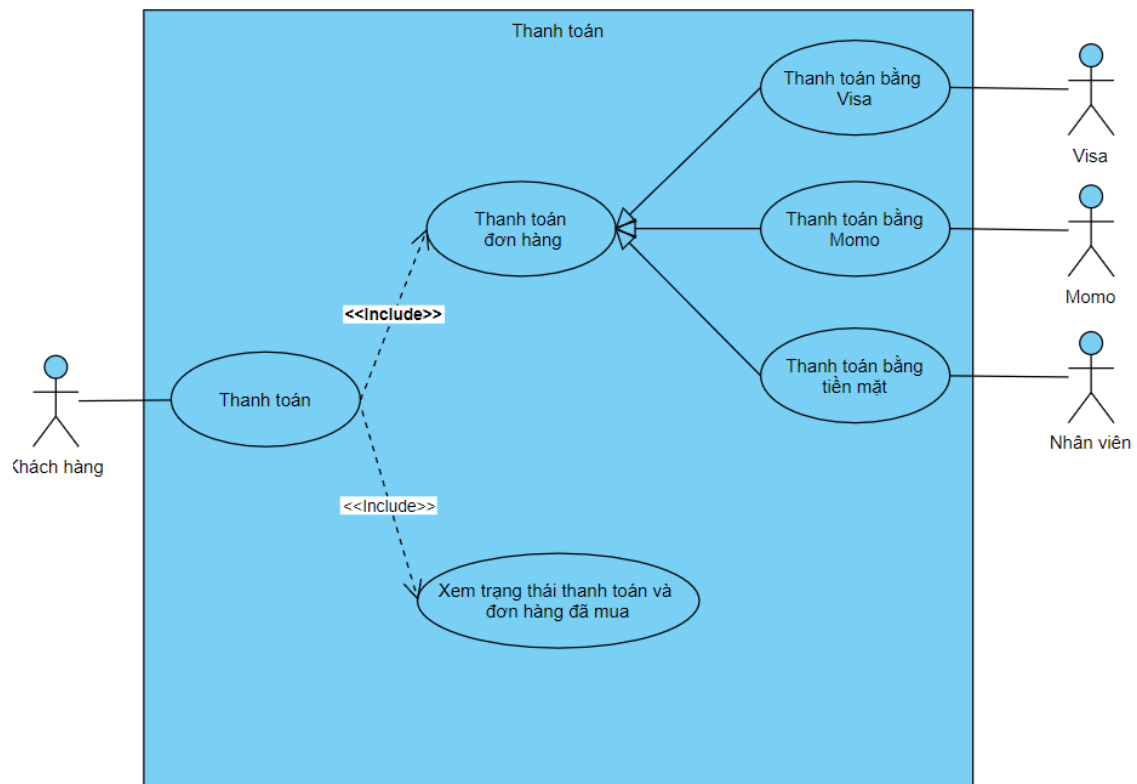 Thanh toán
Thanh toán bằng
Visa
Visa
Thanh toán
đơn hàng
Thanh toán bằng
Momo
Momo
<<Include>>
Thanh toán bằng
tiền mặt
Nhân viên
Thanh toán
Khách hàng
<<Include>>
Xem trạng thái thanh toán và
đơn hàng đã mua